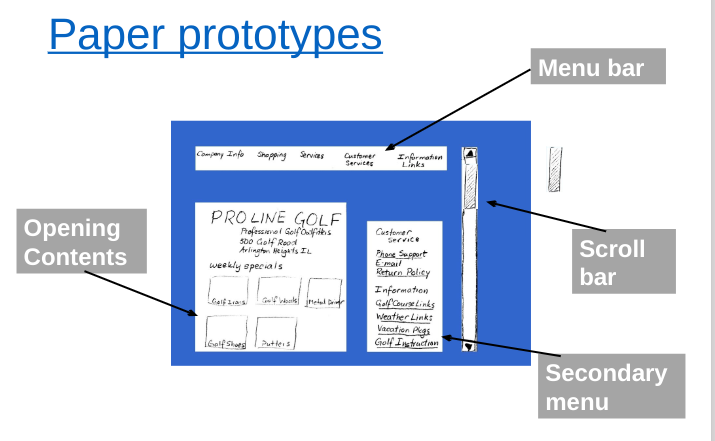 Paper prototypes
Menu bar
Company Info Shopping Services Customer Services Information Links
Opening
Contents
PRO LINE GOLF
Professional Golf Outfitters
500 Golf Road
Arlington Heights IL
weekly specials
Golf Irons Golf Woods Metal Driver
Golf Shoes Putters
Customer
Service
Phone Support
E-mail
Return Policy
Information
Golf Course Links
Weather Links
Vacation Pkgs
Golf Instruction
Scroll
bar
Secondary
menu